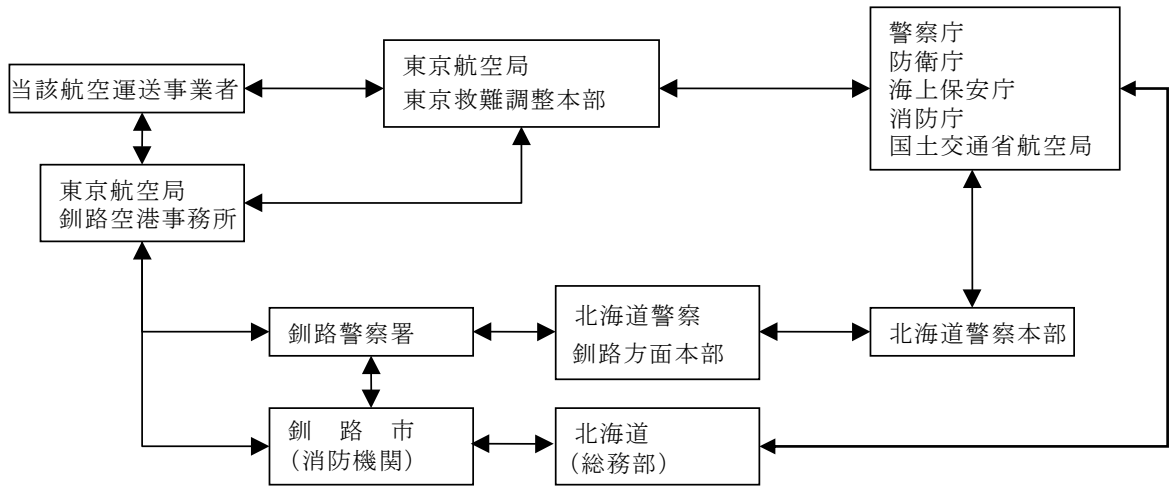 警察庁
防衛庁
海上保安庁
消防庁
国土交通省航空局
東京航空局
東京救難調整本部
当該航空運送事業者
東京航空局
釧路空港事務所
釧路警察署
北海道警察
釧路方面本部
北海道警察本部
釧 路 市
（消防機関）
北海道
（総務部）